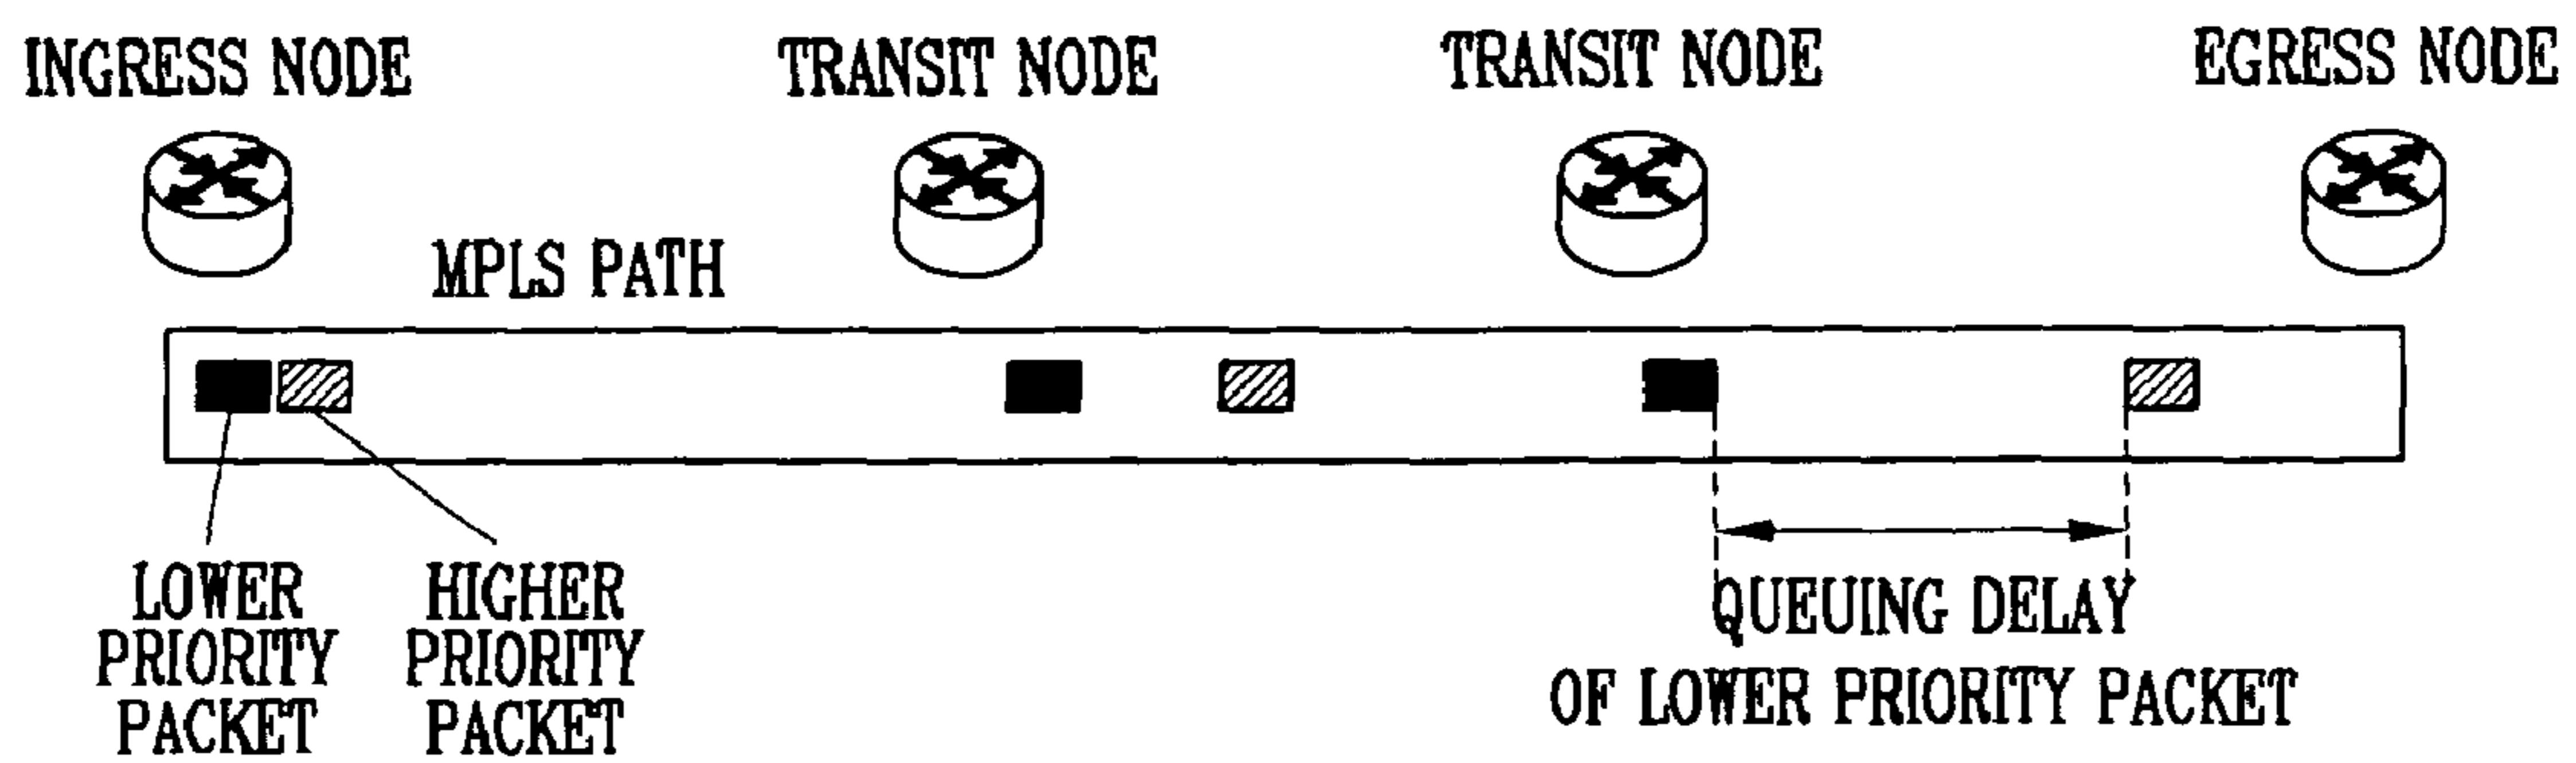 INGRESS NODE
TRANSIT NODE
TRANSIT NODE
EGRESS NODE
MPLS PATH
LOWER
PRIORITY
PACKET
HIGHER
PRIORITY
PACKET
QUEUING DELAY
OF LOWER PRIORITY PACKET